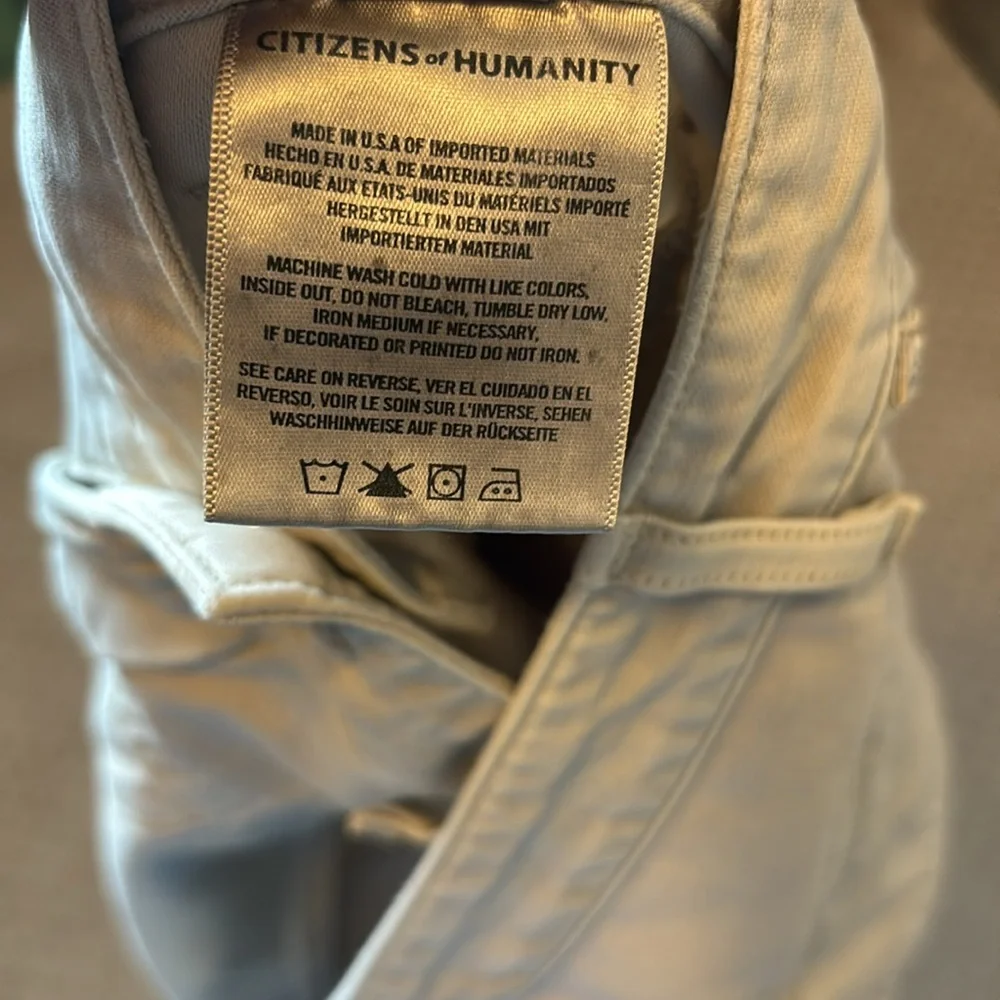 CITIZENS of HUMANITY
MADE IN U.S.A OF IMPORTED MATERIALS
HECHO EN U.S.A. DE MATERIALES IMPORTADOS
FABRIQUÉ AUX ETATS-UNIS DU MATÉRIELS IMPORTÉ
HERGESTELLT IN DEN USA MIT
IMPORTIERTEM MATERIAL
MACHINE WASH COLD WITH LIKE COLORS,
INSIDE OUT, DO NOT BLEACH, TUMBLE DRY LOW,
IRON MEDIUM IF NECESSARY,
IF DECORATED OR PRINTED DO NOT IRON.
SEE CARE ON REVERSE, VER EL CUIDADO EN EL
REVERSO, VOIR LE SOIN SUR L'INVERSE, SEHEN
WASCHHINWEISE AUF DER RÜCKSEITE